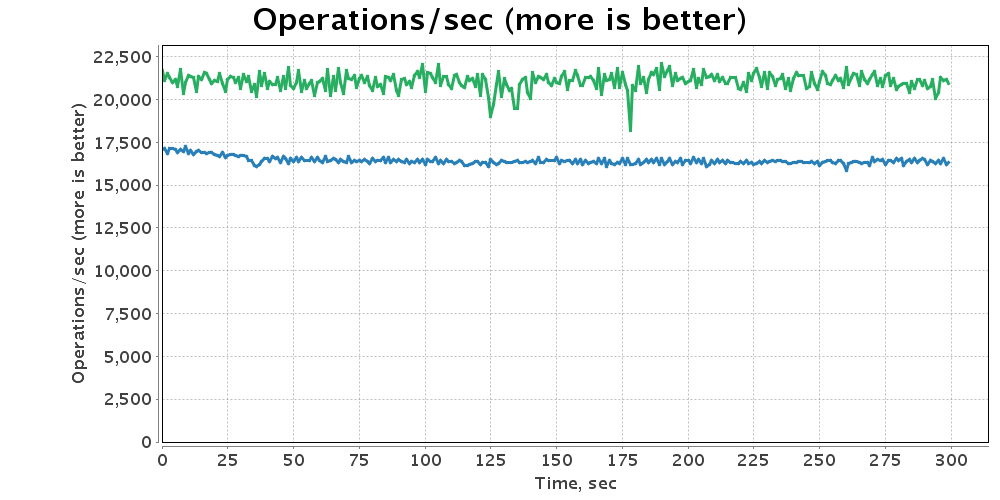 Operations/sec (more is better)
Operations/sec (more is better)
22,500
20,000
17,500
15,000
12,500
10,000
7,500
5,000
2,500
0
0 25 50 75 100 125 150 175 200 225 250 275 300
Time, sec